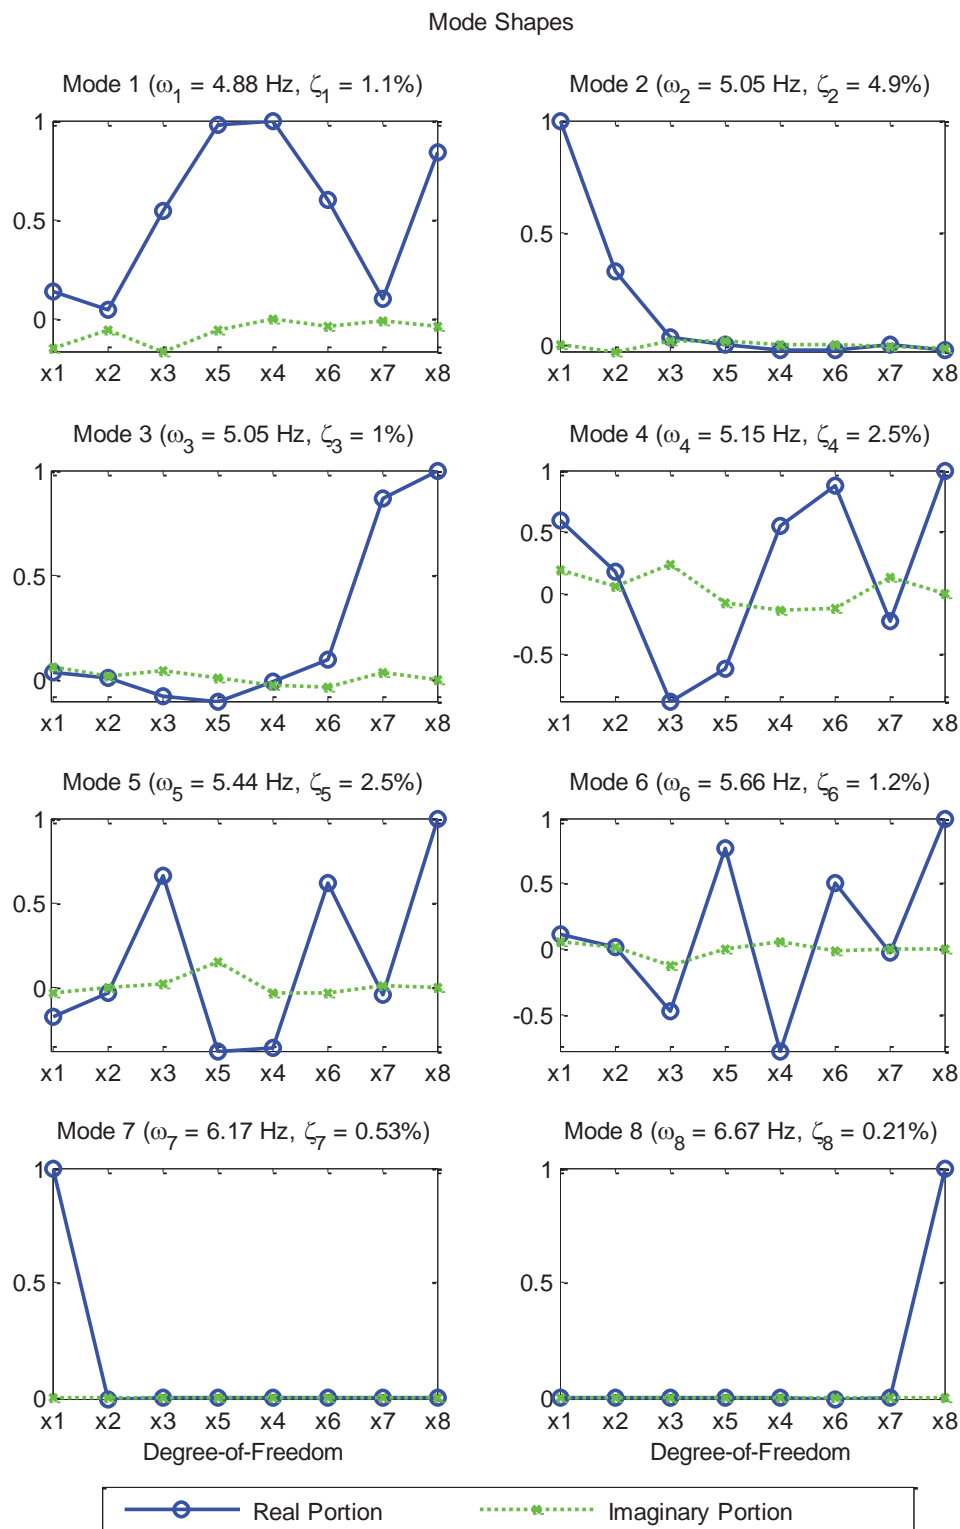 Mode Shapes
Mode 1 (ω1 = 4.88 Hz, ζ1 = 1.1%)
1
0.5
0
x1 x2 x3 x5 x4 x6 x7 x8
Mode 2 (ω2 = 5.05 Hz, ζ2 = 4.9%)
1
0.5
0
x1 x2 x3 x5 x4 x6 x7 x8
Mode 3 (ω3 = 5.05 Hz, ζ3 = 1%)
1
0.5
0
x1 x2 x3 x5 x4 x6 x7 x8
Mode 4 (ω4 = 5.15 Hz, ζ4 = 2.5%)
1
0.5
0
-0.5
x1 x2 x3 x5 x4 x6 x7 x8
Mode 5 (ω5 = 5.44 Hz, ζ5 = 2.5%)
1
0.5
0
x1 x2 x3 x5 x4 x6 x7 x8
Mode 6 (ω6 = 5.66 Hz, ζ6 = 1.2%)
1
0.5
0
-0.5
x1 x2 x3 x5 x4 x6 x7 x8
Mode 7 (ω7 = 6.17 Hz, ζ7 = 0.53%)
1
0.5
0
x1 x2 x3 x5 x4 x6 x7 x8
Degree-of-Freedom
Mode 8 (ω8 = 6.67 Hz, ζ8 = 0.21%)
1
0.5
0
x1 x2 x3 x5 x4 x6 x7 x8
Degree-of-Freedom
Real Portion
Imaginary Portion